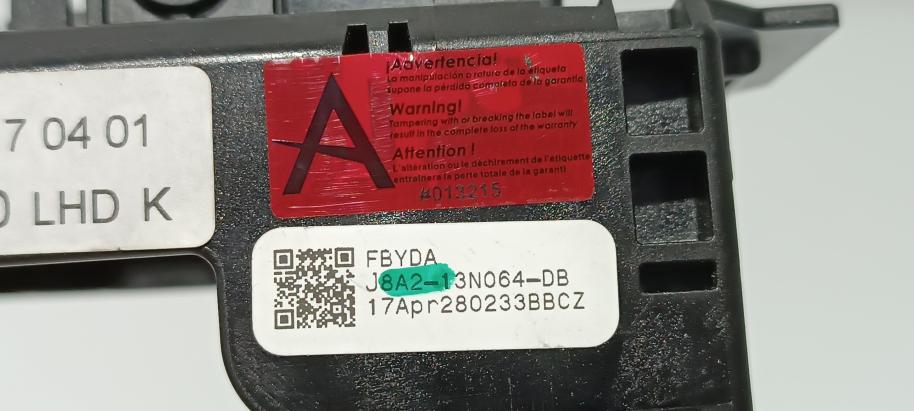 7 04 01
0 LHD K
A
¡Advertencia!
La manipulación o rotura de la etiqueta
supone la pérdida completa de la garantía
Warning!
Tampering with or breaking the label will
result in the complete loss of the warranty
Attention !
L'altération ou le déchirement de l'étiquette
entraînera la perte totale de la garanti
#013215
FBYDA
J8A2-13N064-DB
17Apr280233BBCZ